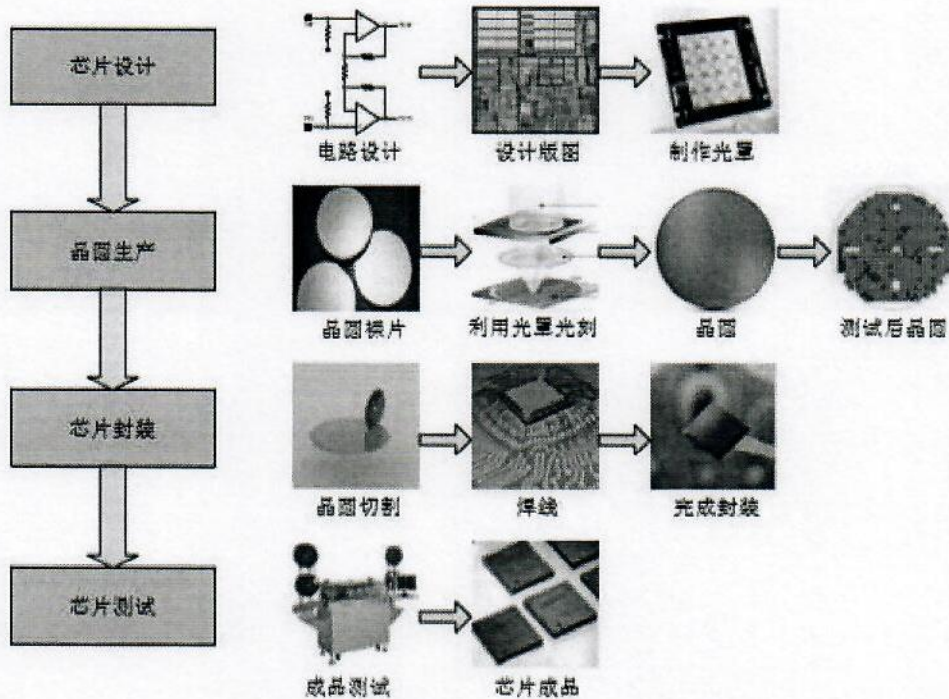 芯片设计
电路设计
设计版图
制作光罩
晶圆生产
晶圆裸片
利用光罩光刻
晶圆
测试后晶圆
芯片封装
晶圆切割
焊线
完成封装
芯片测试
成品测试
芯片成品